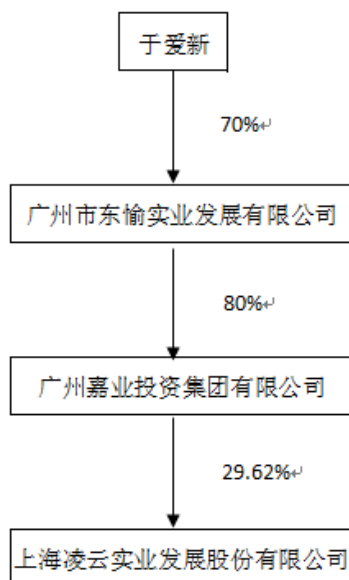 于爱新
70%↵
广州市东愉实业发展有限公司
80%↵
广州嘉业投资集团有限公司
29.62%↵
上海凌云实业发展股份有限公司